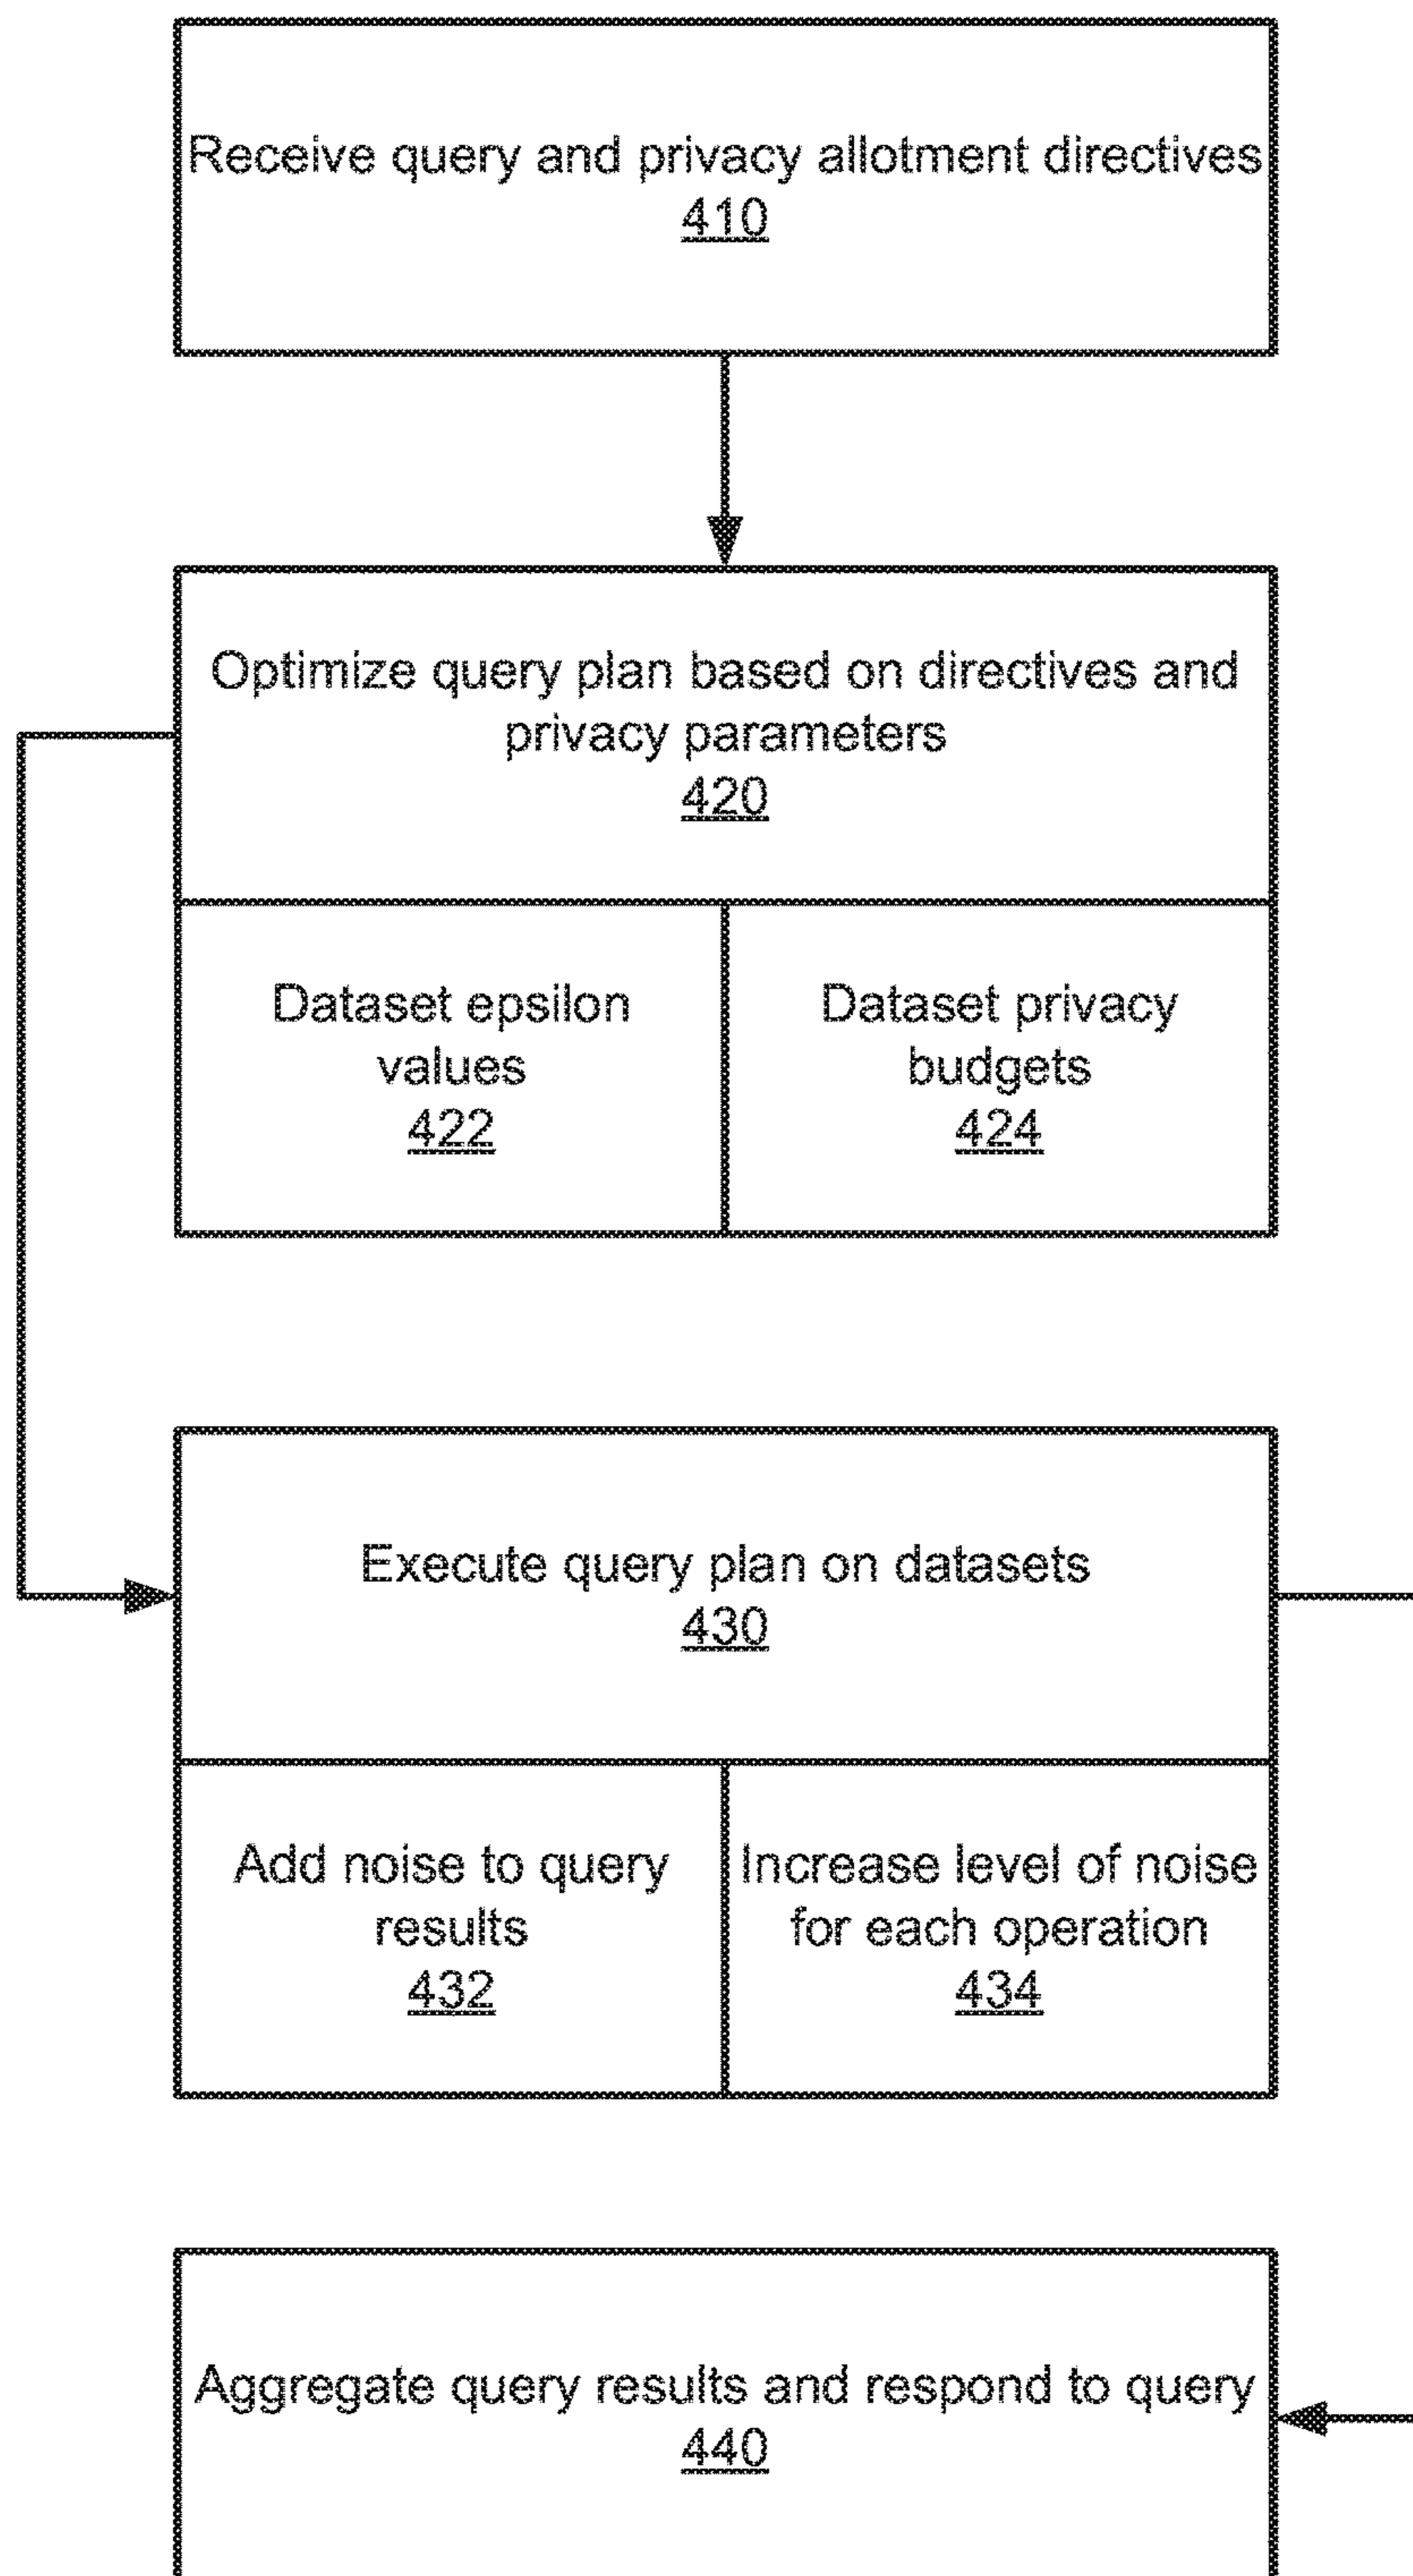 Receive query and privacy allotment directives
410
Optimize query plan based on directives and
privacy parameters
420
Dataset epsilon
values
422
Dataset privacy
budgets
424
Execute query plan on datasets
430
Add noise to query
results
432
Increase level of noise
for each operation
434
Aggregate query results and respond to query
440